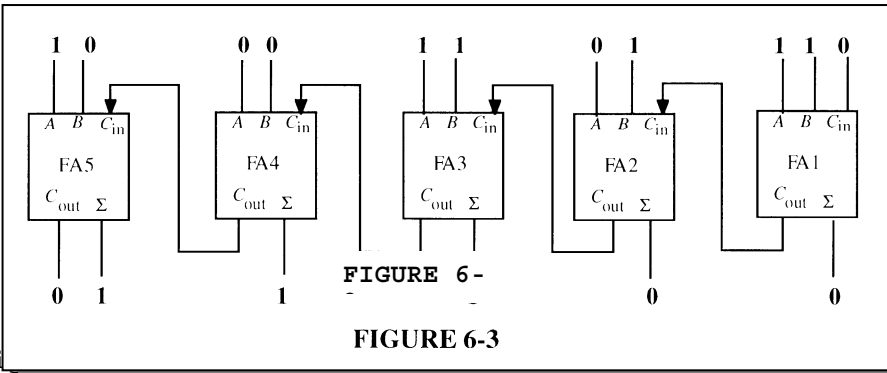 1 0 0 0 1 1 0 1 1 1 0
A B Cin A B Cin A B Cin A B Cin A B Cin
FA5 FA4 FA3 FA2 FA1
Cout Σ Cout Σ Cout Σ Cout Σ Cout Σ
FIGURE 6-
0 1 1 0 0
FIGURE 6-3